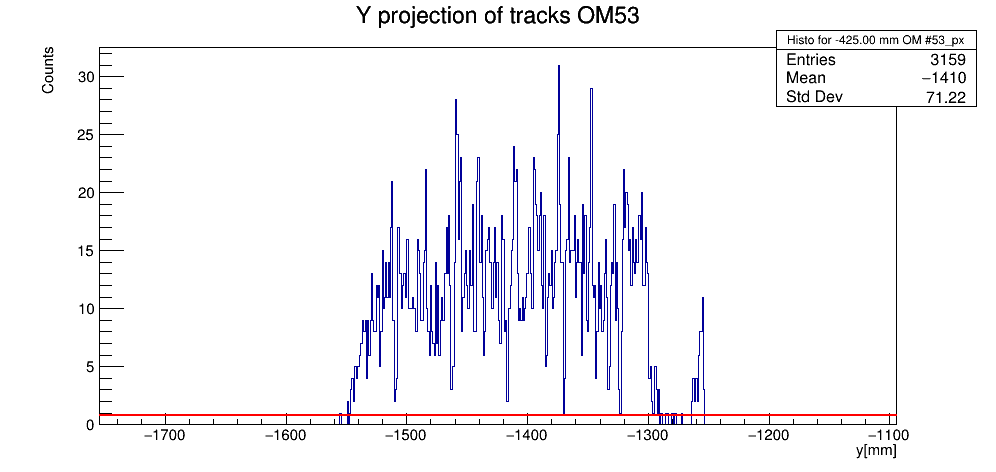 Y projection of tracks OM53
Histo for -425.00 mm OM #53_px
Entries 3159
Mean −1410
Std Dev 71.22
Counts
30
25
20
15
10
5
0
−1700 −1600 −1500 −1400 −1300 −1200 −1100
y[mm]